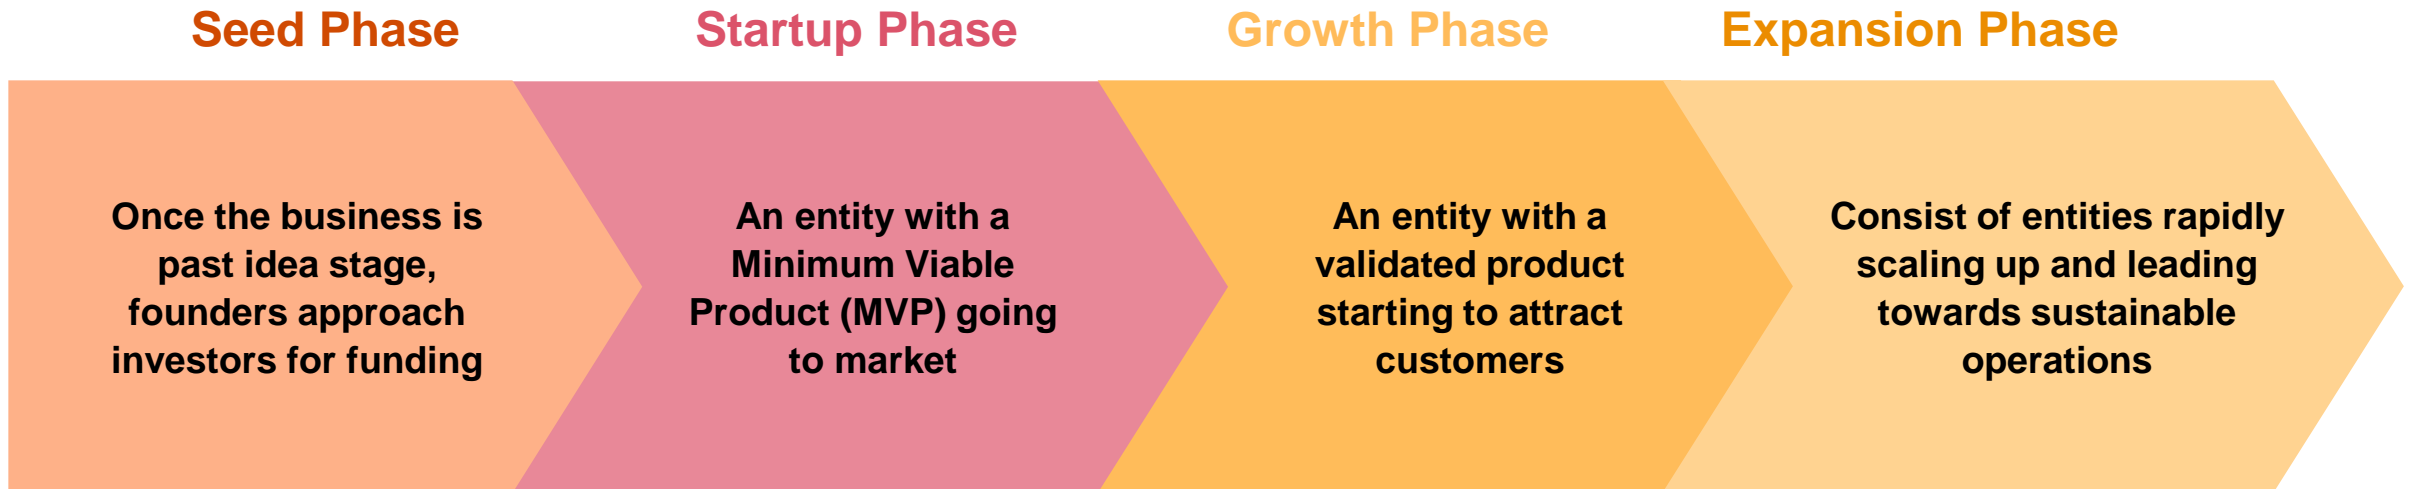 Seed Phase
Startup Phase
Growth Phase
Expansion Phase
Once the business is
past idea stage,
founders approach
investors for funding
An entity with a
Minimum Viable
Product (MVP) going
to market
An entity with a
validated product
starting to attract
customers
Consist of entities rapidly
scaling up and leading
towards sustainable
operations